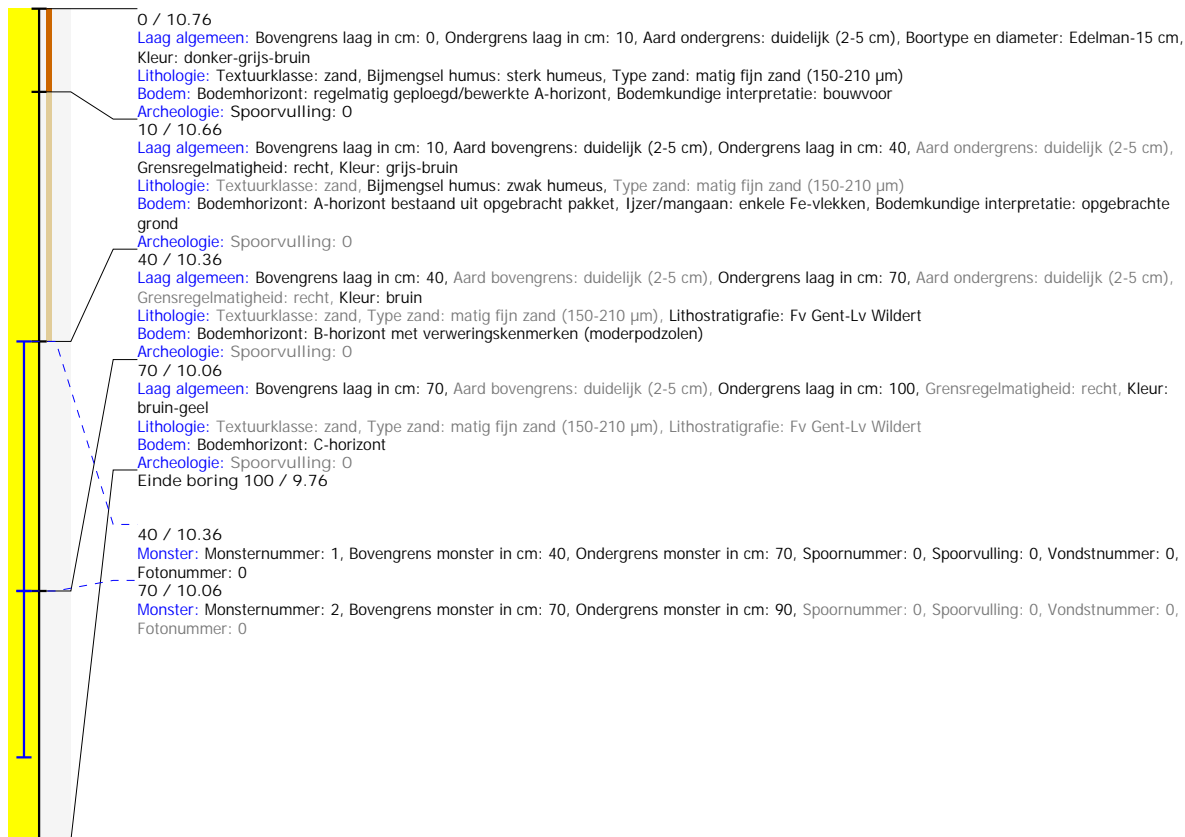 0 / 10.76
Laag algemeen: Bovengrens laag in cm: 0, Ondergrens laag in cm: 10, Aard ondergrens: duidelijk (2-5 cm), Boortype en diameter: Edelman-15 cm,
Kleur: donker-grijs-bruin
Lithologie: Textuurklasse: zand, Bijmengsel humus: sterk humeus, Type zand: matig fijn zand (150-210 µm)
Bodem: Bodemhorizont: regelmatig geploegd/bewerkte A-horizont, Bodemkundige interpretatie: bouwvoor
Archeologie: Spoorvulling: 0
10 / 10.66
Laag algemeen: Bovengrens laag in cm: 10, Aard bovengrens: duidelijk (2-5 cm), Ondergrens laag in cm: 40, Aard ondergrens: duidelijk (2-5 cm),
Grensregelmatigheid: recht, Kleur: grijs-bruin
Lithologie: Textuurklasse: zand, Bijmengsel humus: zwak humeus, Type zand: matig fijn zand (150-210 µm)
Bodem: Bodemhorizont: A-horizont bestaand uit opgebracht pakket, Ijzer/mangaan: enkele Fe-vlekken, Bodemkundige interpretatie: opgebrachte
grond
Archeologie: Spoorvulling: 0
40 / 10.36
Laag algemeen: Bovengrens laag in cm: 40, Aard bovengrens: duidelijk (2-5 cm), Ondergrens laag in cm: 70, Aard ondergrens: duidelijk (2-5 cm),
Grensregelmatigheid: recht, Kleur: bruin
Lithologie: Textuurklasse: zand, Type zand: matig fijn zand (150-210 µm), Lithostratigrafie: Fv Gent-Lv Wildert
Bodem: Bodemhorizont: B-horizont met verweringskenmerken (moderpodzolen)
Archeologie: Spoorvulling: 0
70 / 10.06
Laag algemeen: Bovengrens laag in cm: 70, Aard bovengrens: duidelijk (2-5 cm), Ondergrens laag in cm: 100, Grensregelmatigheid: recht, Kleur:
bruin-geel
Lithologie: Textuurklasse: zand, Type zand: matig fijn zand (150-210 µm), Lithostratigrafie: Fv Gent-Lv Wildert
Bodem: Bodemhorizont: C-horizont
Archeologie: Spoorvulling: 0
Einde boring 100 / 9.76
40 / 10.36
Monster: Monsternummer: 1, Bovengrens monster in cm: 40, Ondergrens monster in cm: 70, Spoornummer: 0, Spoorvulling: 0, Vondstnummer: 0,
Fotonummer: 0
70 / 10.06
Monster: Monsternummer: 2, Bovengrens monster in cm: 70, Ondergrens monster in cm: 90, Spoornummer: 0, Spoorvulling: 0, Vondstnummer: 0,
Fotonummer: 0